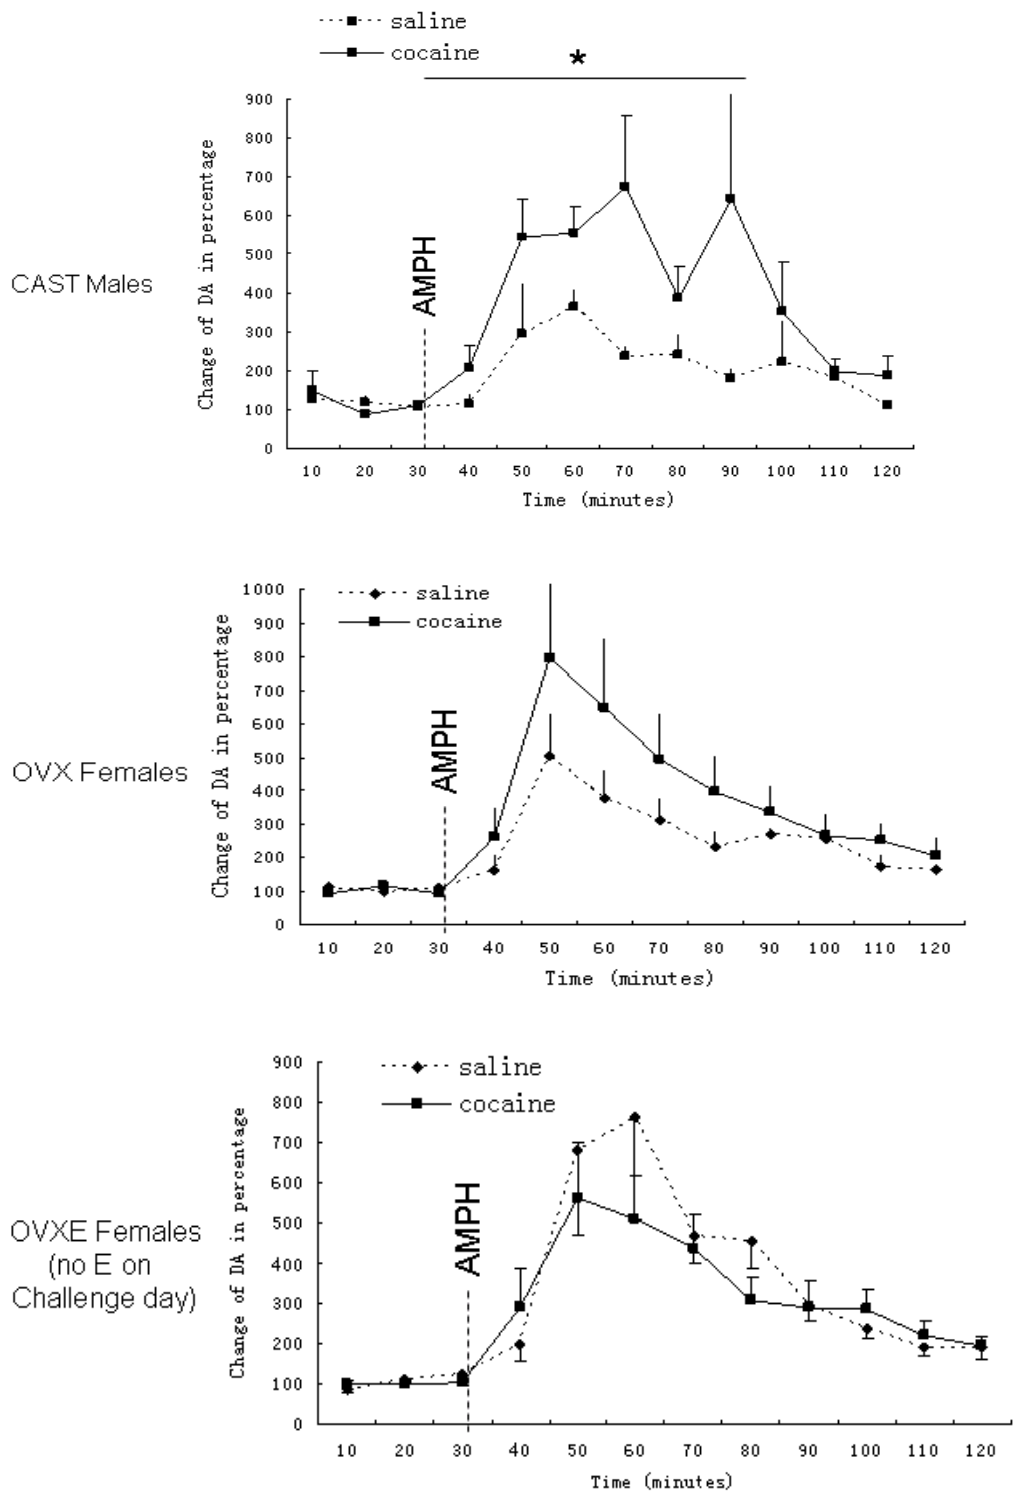 saline
cocaine
*
900
800
700
600
500
400
300
200
100
0
Change of DA in percentage
CAST Males
AMPH
10 20 30 40 50 60 70 80 90 100 110 120
Time (minutes)
saline
cocaine
1000
900
800
700
600
500
400
300
200
100
0
Change of DA in percentage
OVX Females
AMPH
10 20 30 40 50 60 70 80 90 100 110 120
Time (minutes)
saline
cocaine
900
800
700
600
500
400
300
200
100
0
Change of DA in percentage
OVXE Females
(no E on
Challenge day)
AMPH
10 20 30 40 50 60 70 80 90 100 110 120
Time (minutes)